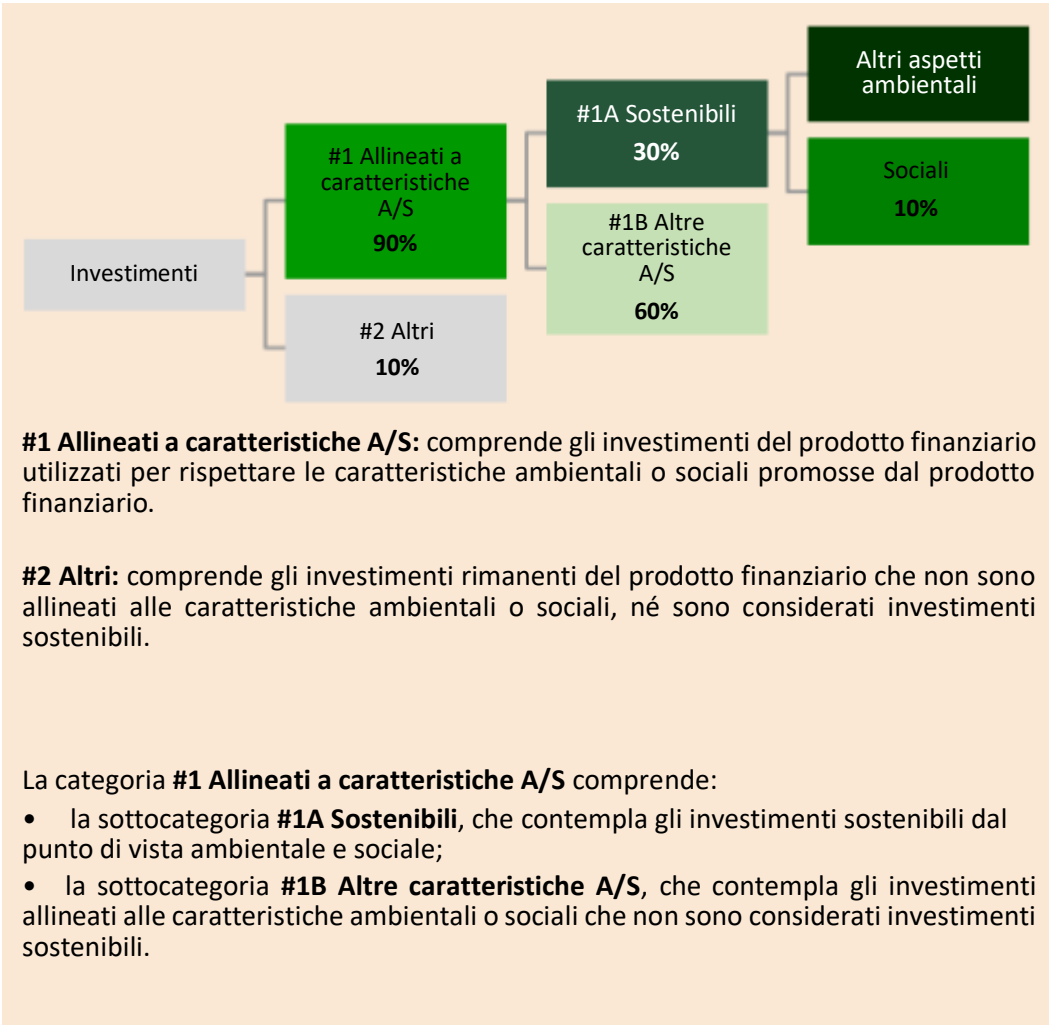 Investimenti
#1 Allineati a
caratteristiche
A/S
90%
#2 Altri
10%
#1A Sostenibili
30%
#1B Altre
caratteristiche
A/S
60%
Altri aspetti
ambientali
Sociali
10%
#1 Allineati a caratteristiche A/S: comprende gli investimenti del prodotto finanziario
utilizzati per rispettare le caratteristiche ambientali o sociali promosse dal prodotto
finanziario.
#2 Altri: comprende gli investimenti rimanenti del prodotto finanziario che non sono
allineati alle caratteristiche ambientali o sociali, né sono considerati investimenti
sostenibili.
La categoria #1 Allineati a caratteristiche A/S comprende:
• la sottocategoria #1A Sostenibili, che contempla gli investimenti sostenibili dal
punto di vista ambientale e sociale;
• la sottocategoria #1B Altre caratteristiche A/S, che contempla gli investimenti
allineati alle caratteristiche ambientali o sociali che non sono considerati investimenti
sostenibili.